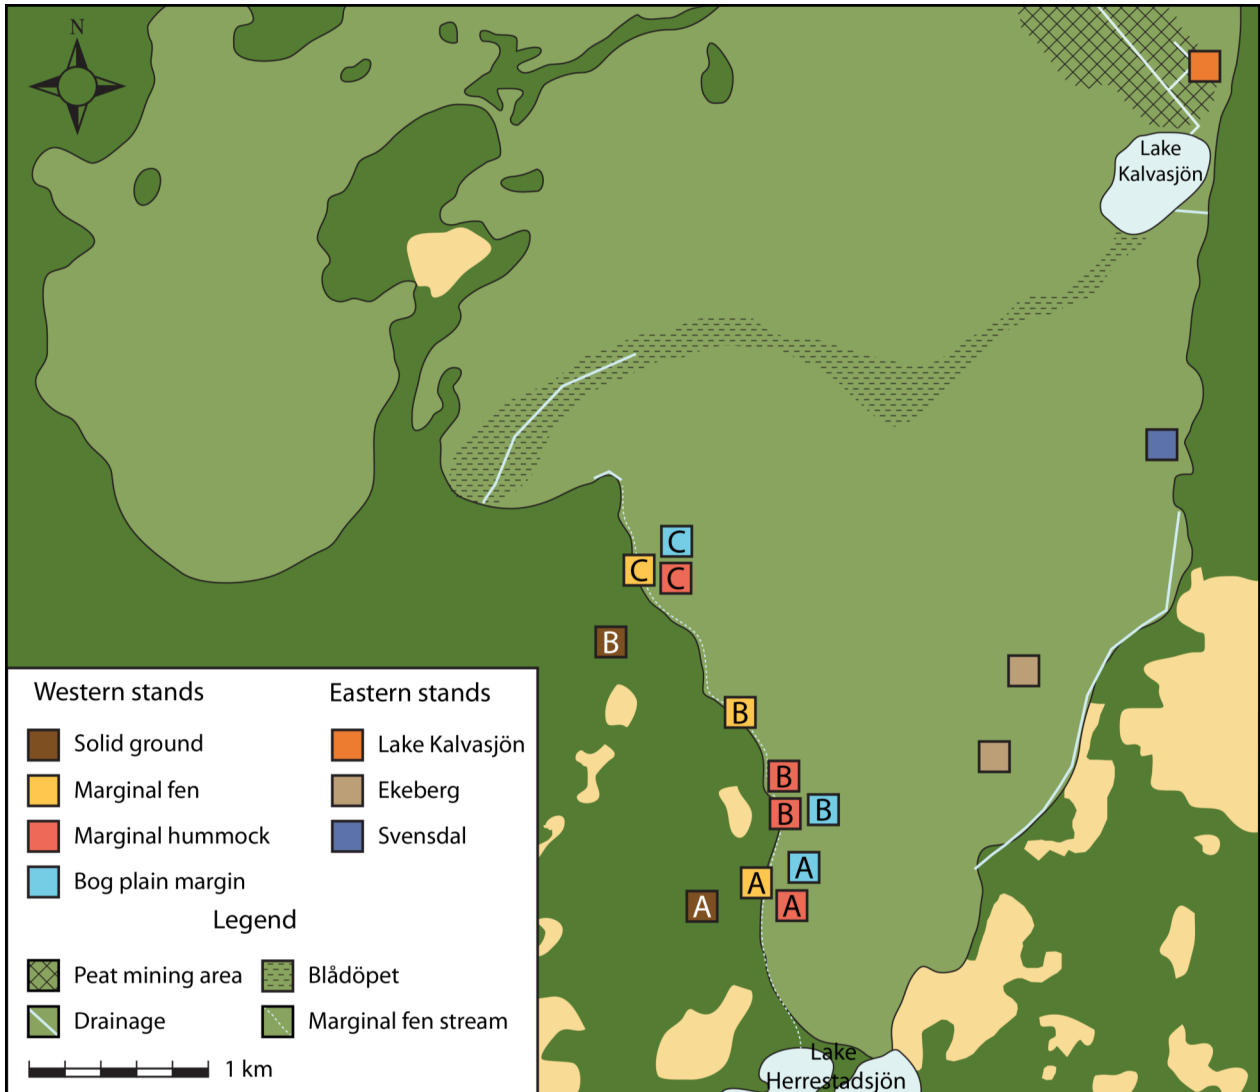 N
Lake
Kalvasjön
C
C
C
B
B
B
B
B
A
A
A
A
Western stands
Eastern stands
Solid ground
Lake Kalvasjön
Marginal fen
Ekeberg
Marginal hummock
Svensdal
Bog plain margin
Legend
Peat mining area
Blådöpet
Drainage
Marginal fen stream
1 km
Lake
Herrestadsjön